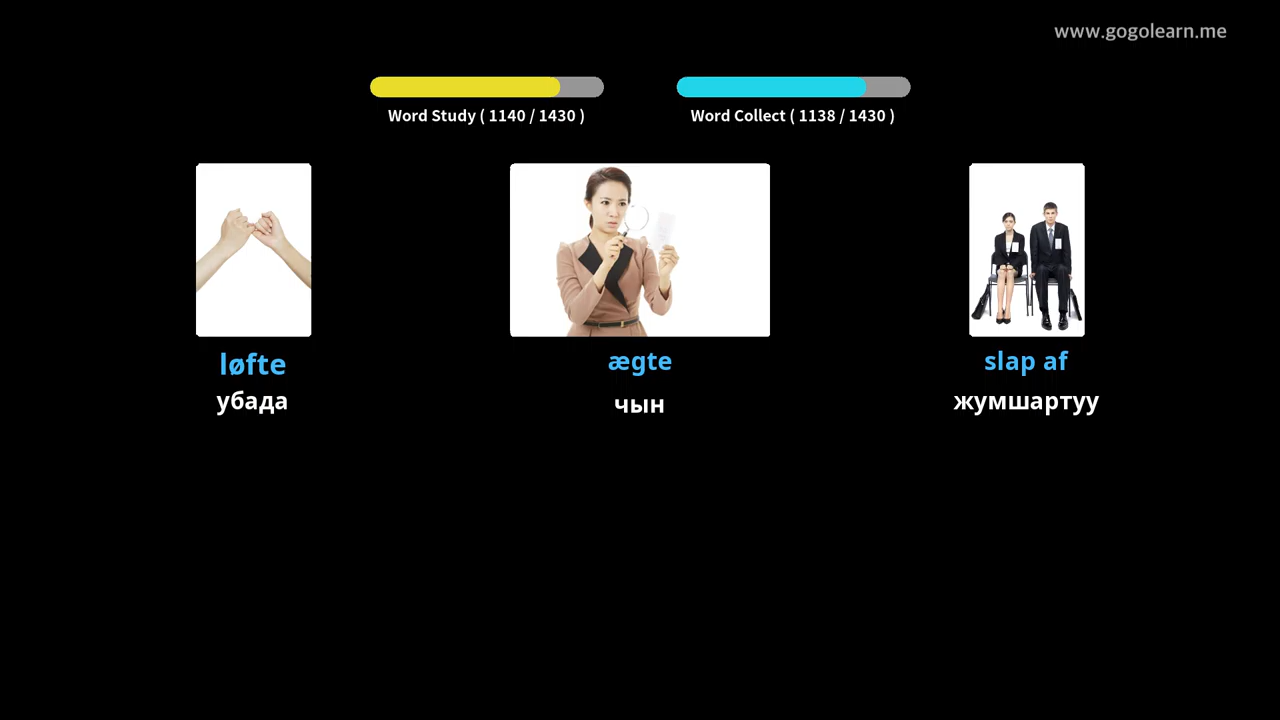 www.gogolearn.me
Word Study ( 1140 / 1430 )
Word Collect ( 1138 / 1430 )
løfte
ægte
slap af
убада
чын
жумшартуу